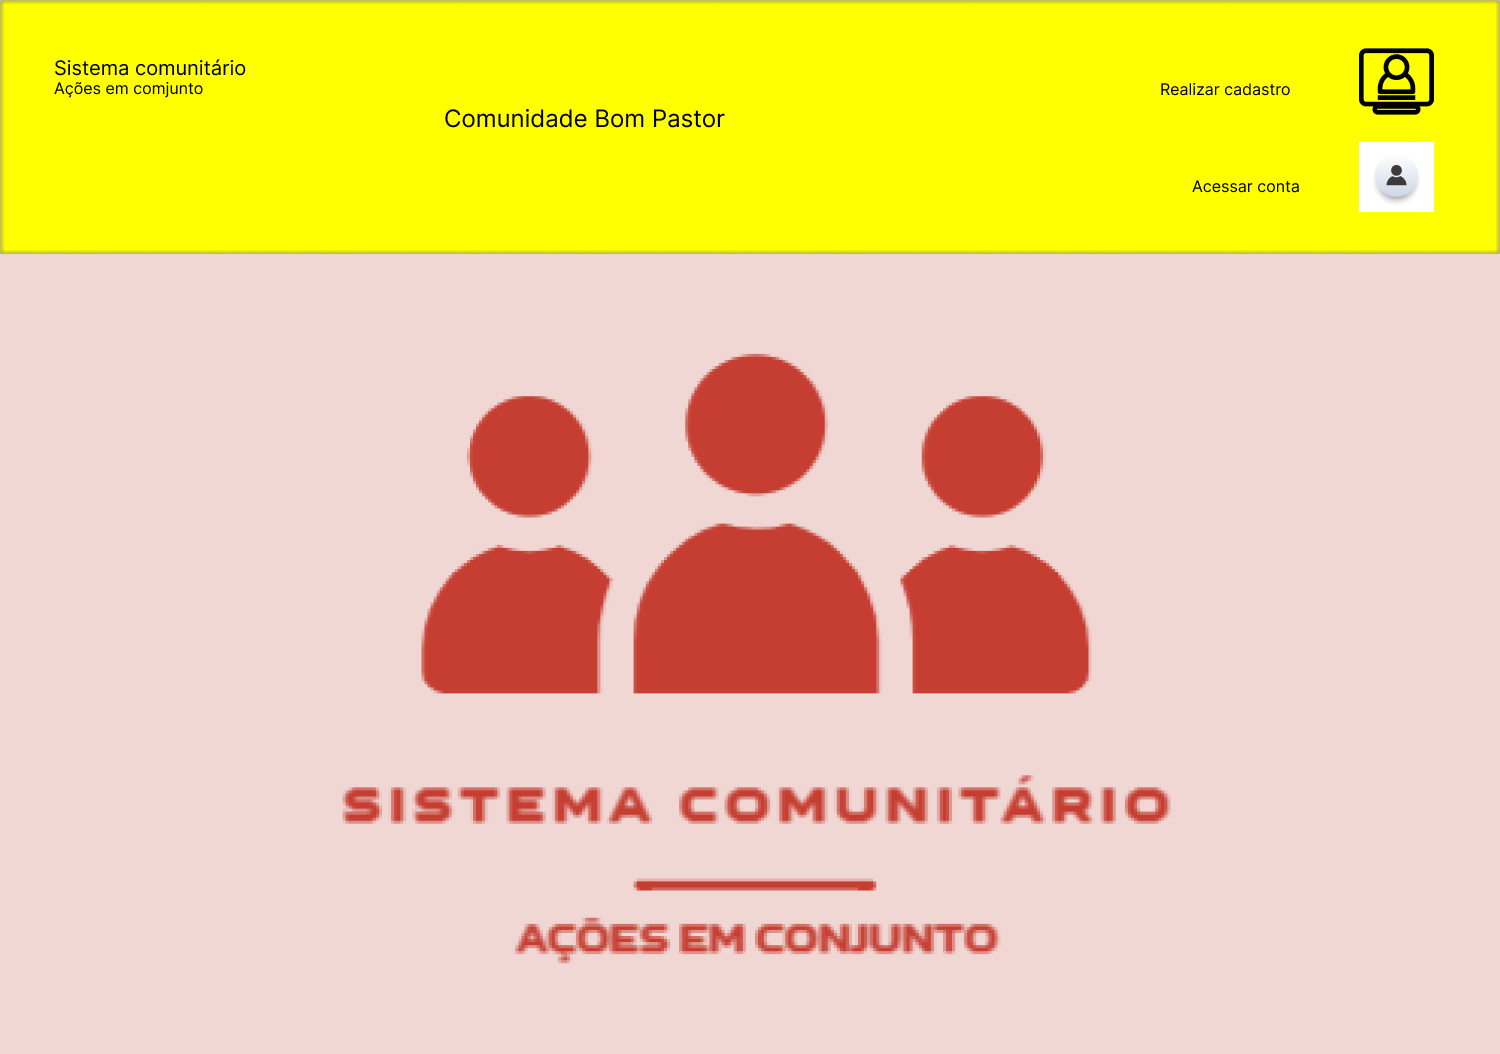 Sistema comunitário
Ações em comjunto
Comunidade Bom Pastor
Realizar cadastro
Acessar conta
SISTEMA COMUNITÁRIO
AÇÕES EM CONJUNTO